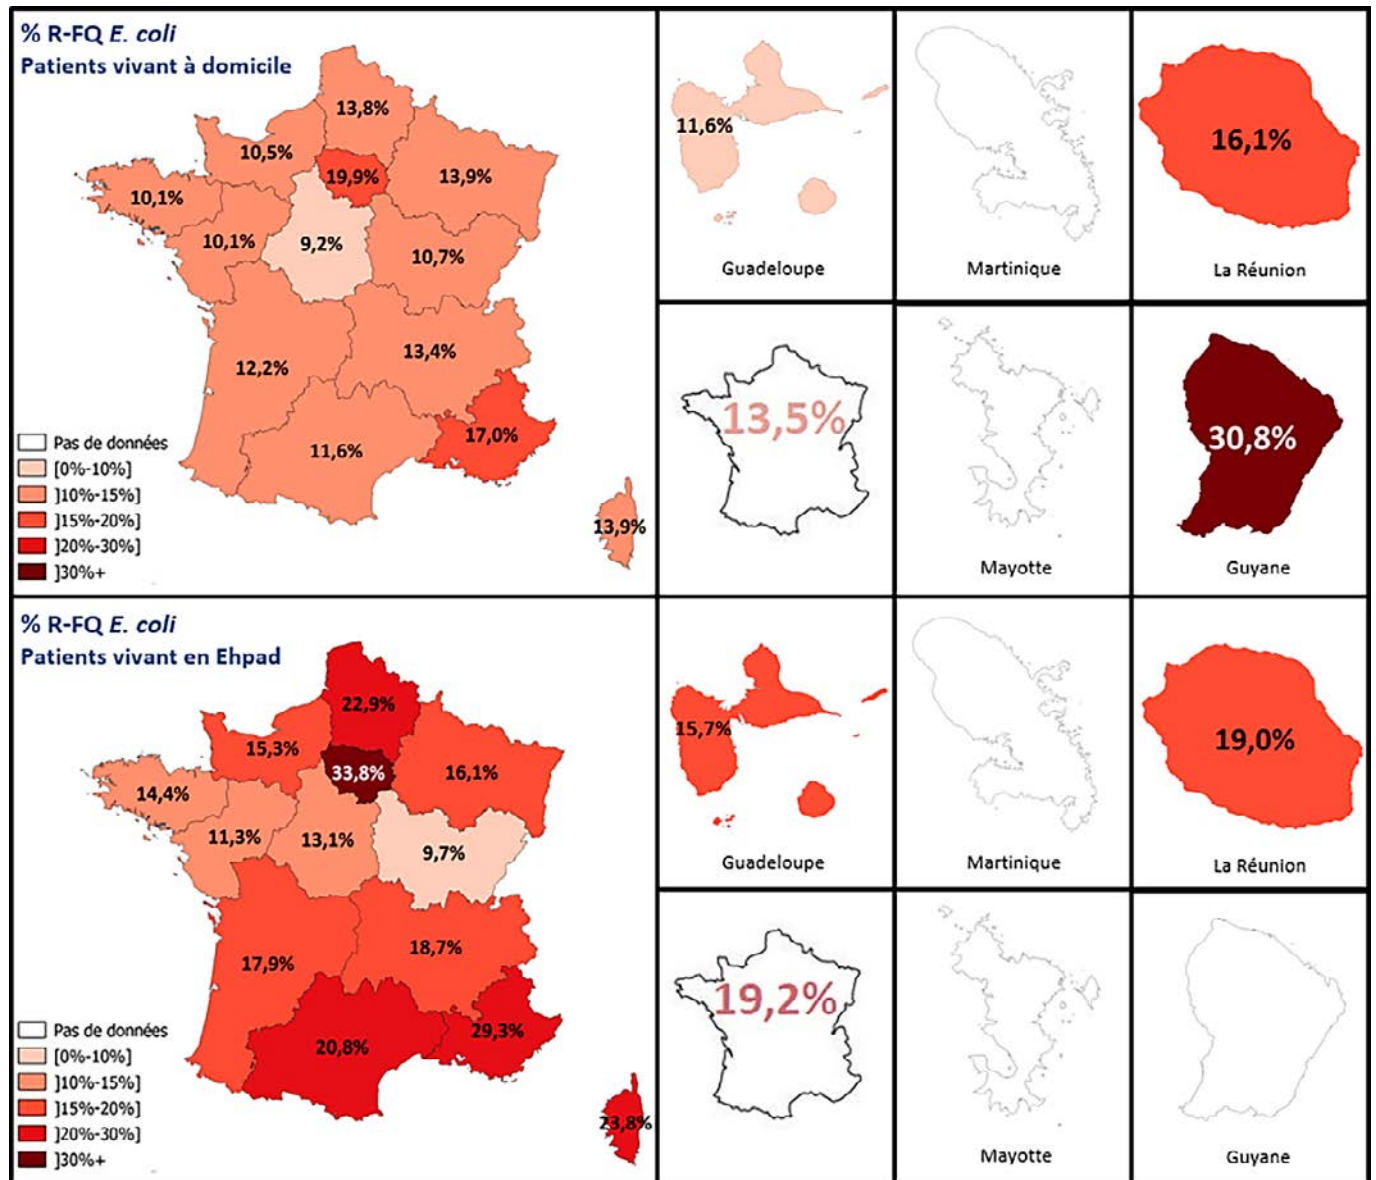 % R-FQ E. coli
Patients vivant à domicile
13,8%
10,5%
19,9%
13,9%
10,1%
10,1%
9,2%
10,7%
12,2%
13,4%
11,6%
17,0%
13,9%
Pas de données
[0%-10%]
]10%-15%]
]15%-20%]
]20%-30%]
]30%+
11,6%
Guadeloupe
Martinique
16,1%
La Réunion
13,5%
Mayotte
30,8%
Guyane
% R-FQ E. coli
Patients vivant en Ehpad
22,9%
15,3%
33,8%
16,1%
14,4%
11,3%
13,1%
9,7%
17,9%
18,7%
20,8%
29,3%
23,8%
Pas de données
[0%-10%]
]10%-15%]
]15%-20%]
]20%-30%]
]30%+
15,7%
Guadeloupe
Martinique
19,0%
La Réunion
19,2%
Mayotte
Guyane